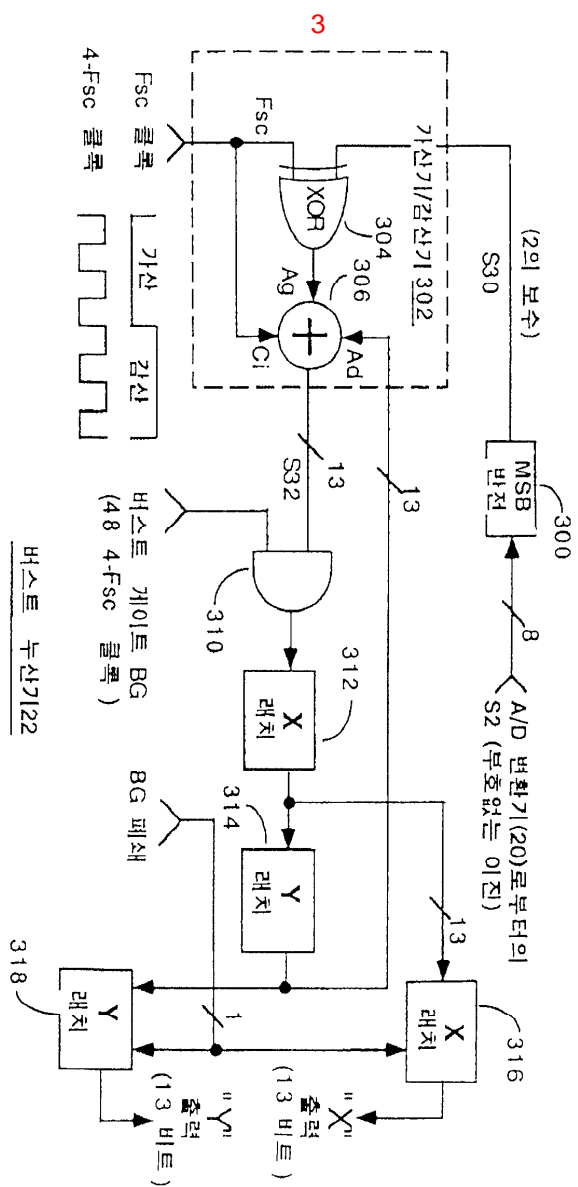 3
A/D 변환기(20)로부터의
S2 (부호없는 이진)
8
300
MSB
반전
S30
(2의 보수)
가산기/감산기 302
304
XOR
306
Ag
Ad
Ci
Fsc
Fsc 클록
4-Fsc 클록
가산
감산
13
S32
13
310
버스트 게이트 BG
(48 4-Fsc 클록)
312
X
래치
314
Y
래치
BG 폐쇄
1
13
316
X
래치
318
Y
래치
"X"
출력
(13 비트)
"Y"
출력
(13 비트)
버스트 누산기22